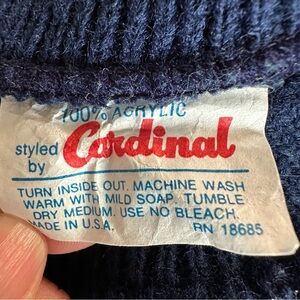 100% ACRYLIC
styled by Cardinal
TURN INSIDE OUT. MACHINE WASH
WARM WITH MILD SOAP. TUMBLE
DRY MEDIUM. USE NO BLEACH.
MADE IN U.S.A. RN 18685